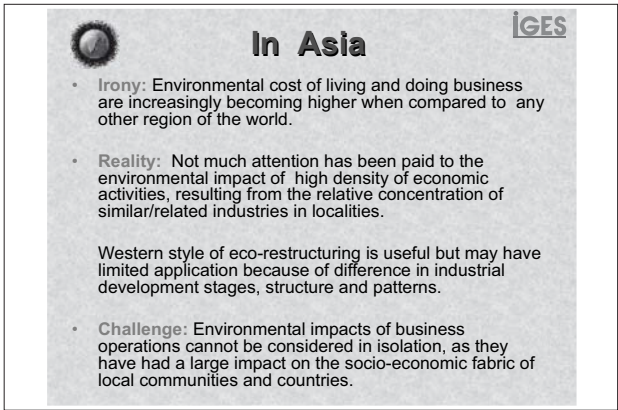 IGES
In Asia
• Irony: Environmental cost of living and doing business
are increasingly becoming higher when compared to any
other region of the world.
• Reality: Not much attention has been paid to the
environmental impact of high density of economic
activities, resulting from the relative concentration of
similar/related industries in localities.
Western style of eco-restructuring is useful but may have
limited application because of difference in industrial
development stages, structure and patterns.
• Challenge: Environmental impacts of business
operations cannot be considered in isolation, as they
have had a large impact on the socio-economic fabric of
local communities and countries.